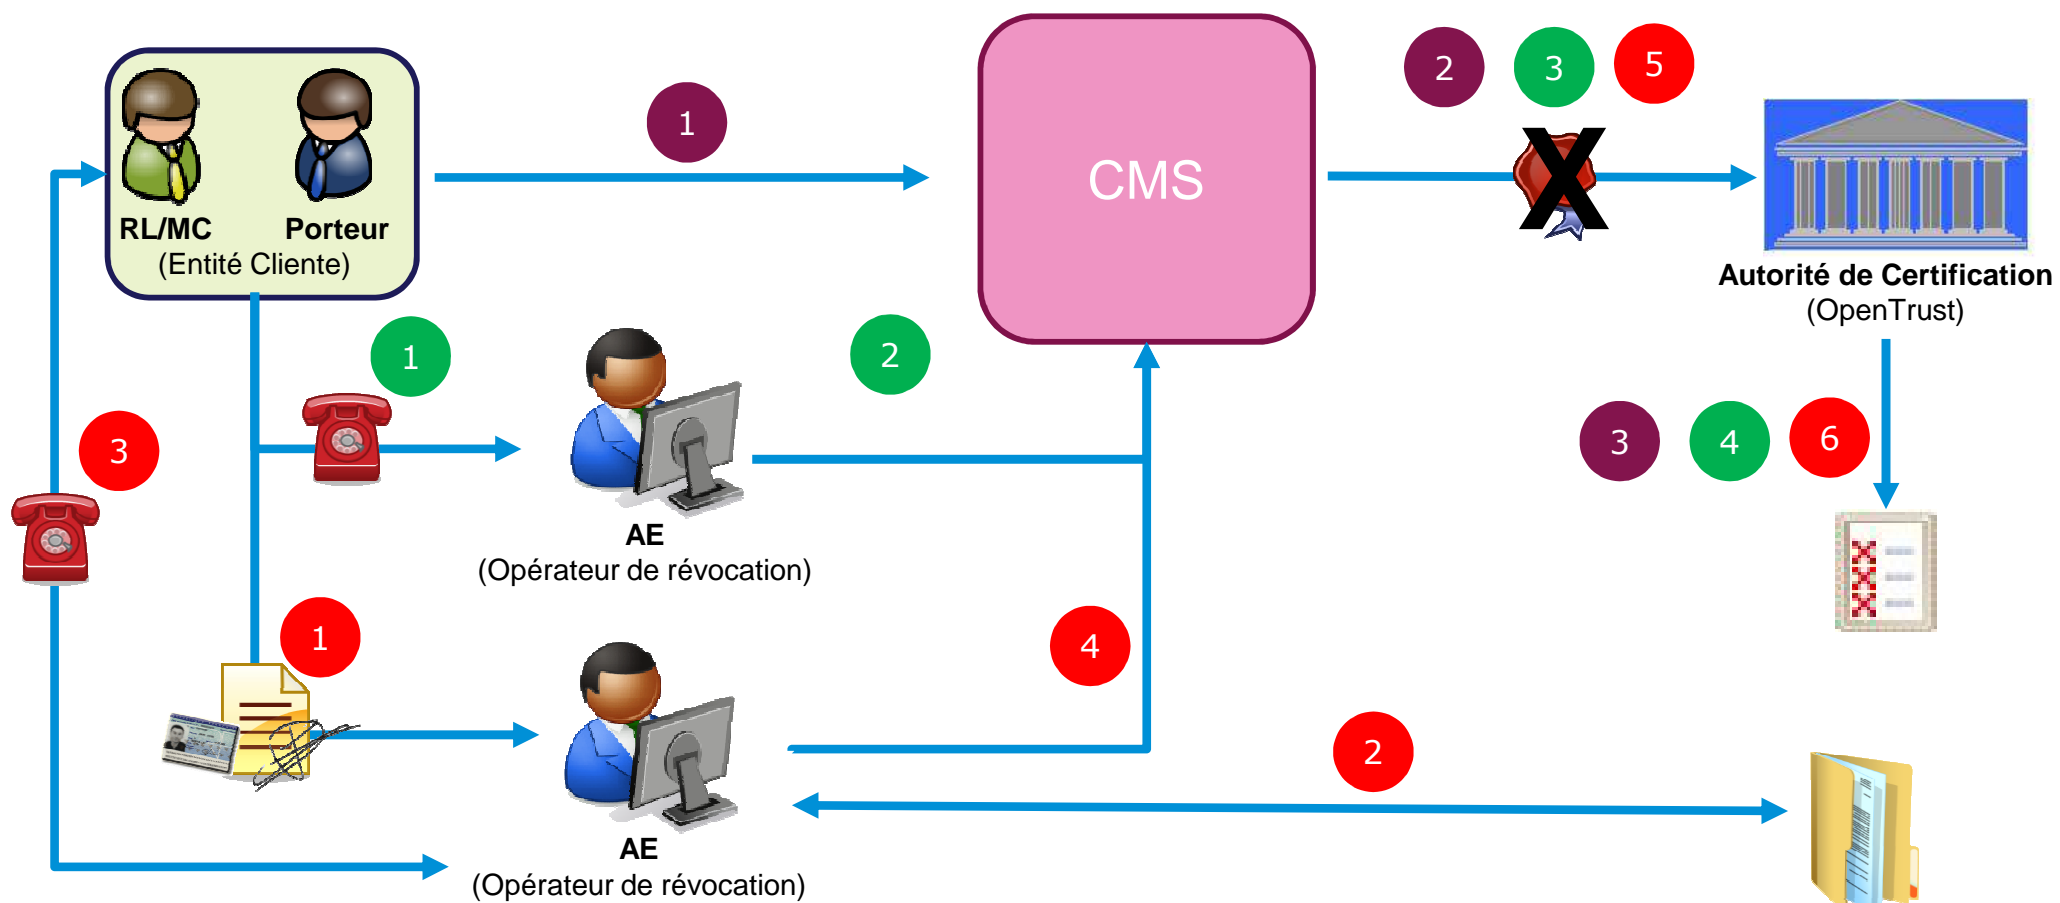 2
3
5
1
CMS
RL/MC
Porteur
(Entité Cliente)
Autorité de Certification
(OpenTrust)
1
2
3
3
4
6
AE
(Opérateur de révocation)
1
4
2
AE
(Opérateur de révocation)